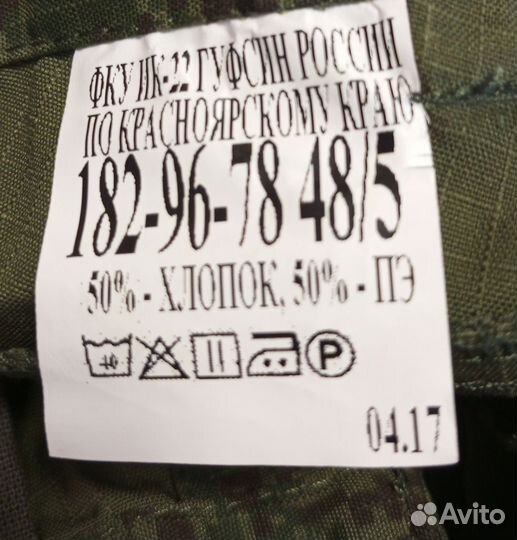 ФКУ ИК-22 ГУФСИН РОССИИ
ПО КРАСНОЯРСКОМУ КРАЮ
182-96-78 48/5
50% - ХЛОПОК, 50% - ПЭ
40 P
04.17
Avito